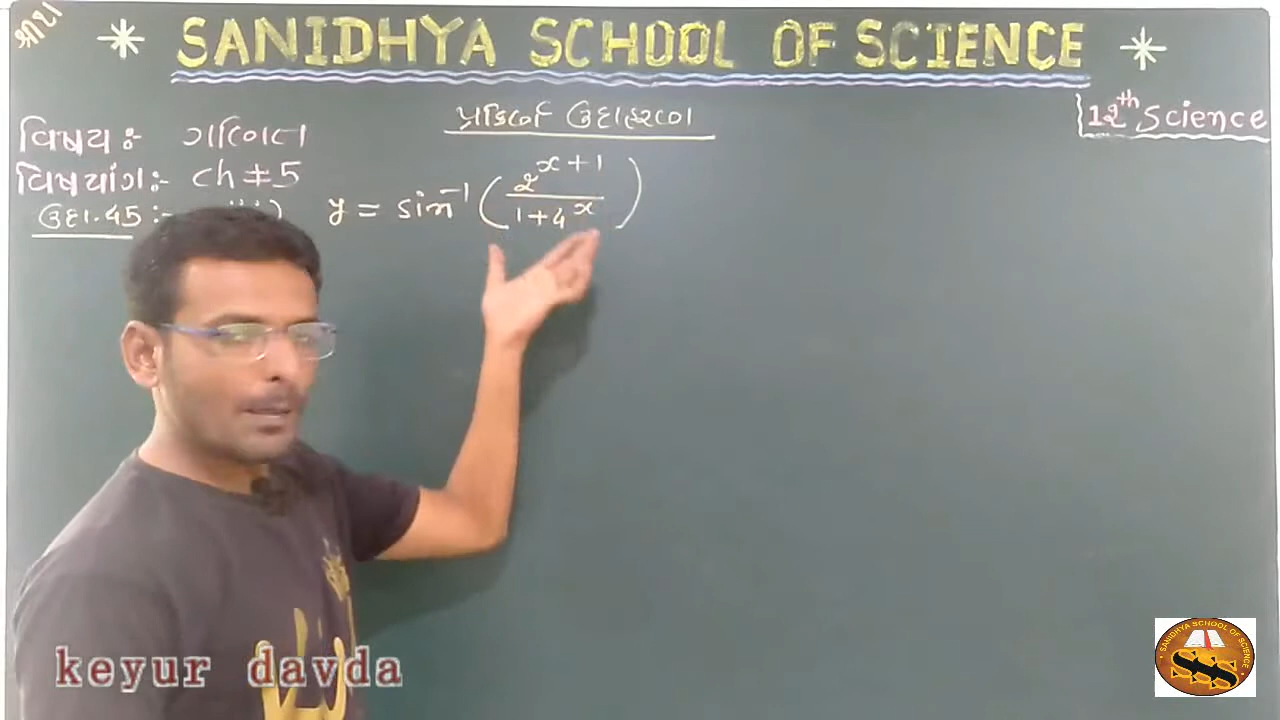 * SANIDHYA SCHOOL OF SCIENCE *
પ્રકિર્ણ ઉદાહરણો
12th Science
વિષય :- ગણિત
વિષયાંગ :- ch # 5
ઉદા. 45 :- y = sin⁻¹ ( 2^(x+1) / 1+4^x )
keyur davda
SANIDHYA SCHOOL OF SCIENCE
SSS